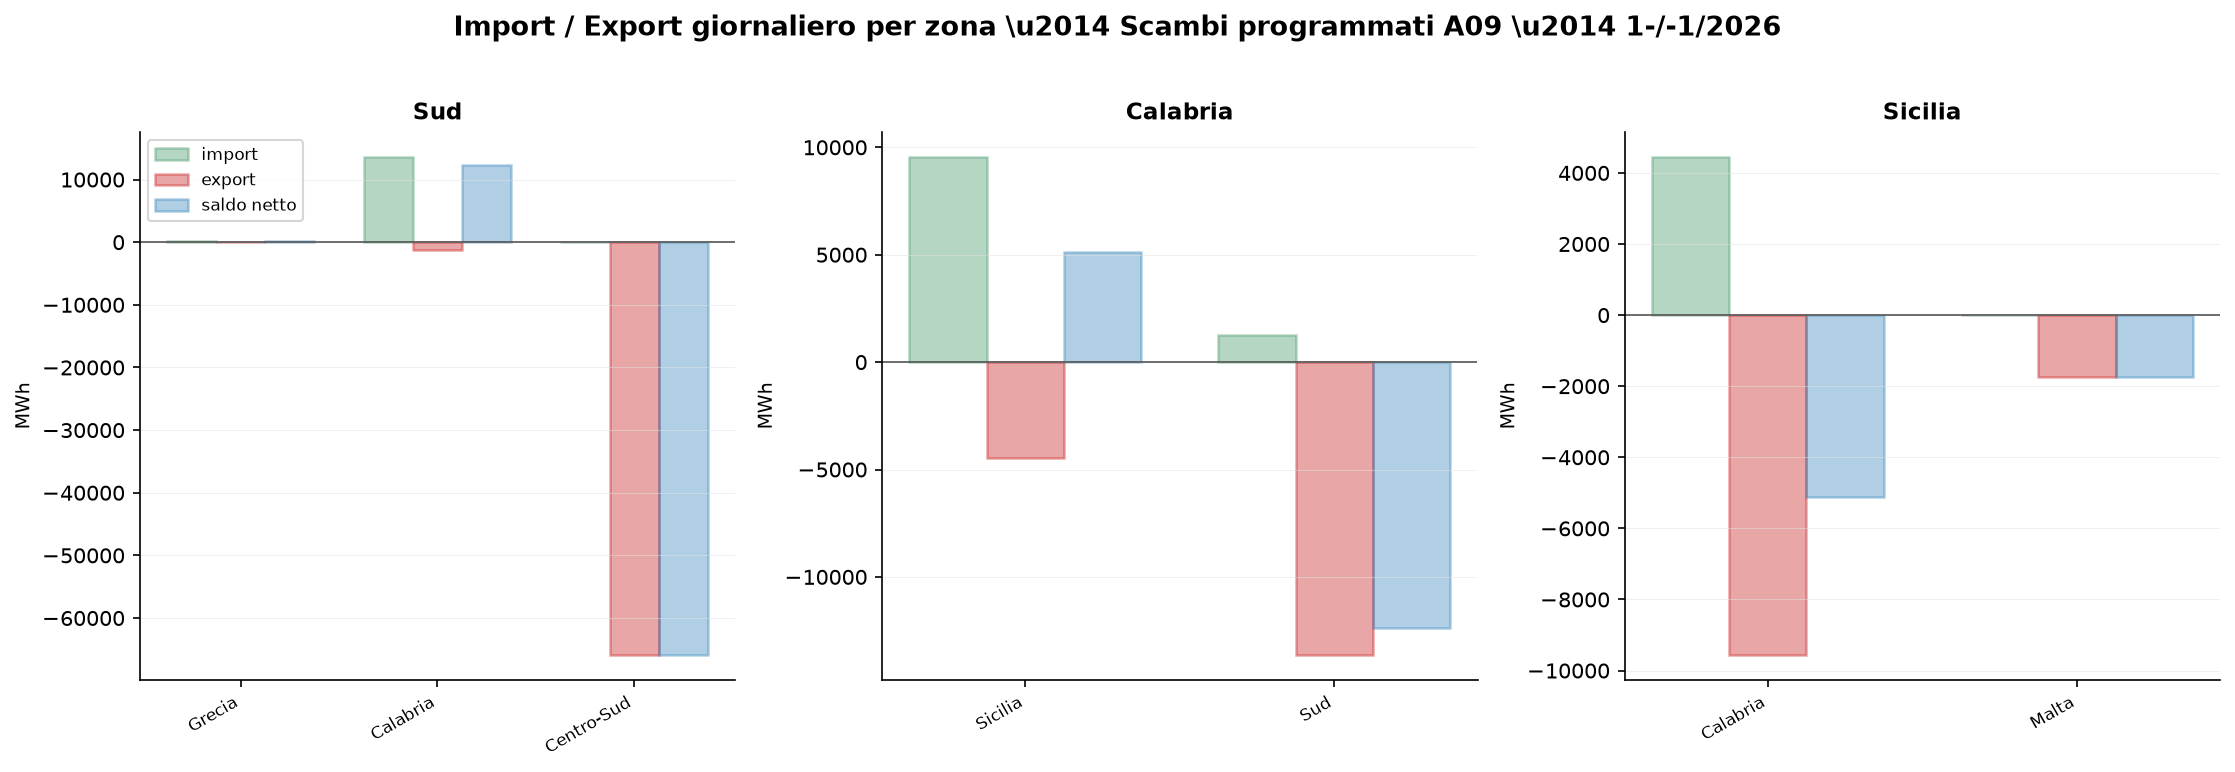 Import / Export giornaliero per zona \u2014 Scambi programmati A09 \u2014 1-/-1/2026
Sud
import
export
saldo netto
10000
0
−10000
−20000
−30000
−40000
−50000
−60000
MWh
Grecia
Calabria
Centro-Sud
Calabria
10000
5000
0
−5000
−10000
MWh
Sicilia
Sud
Sicilia
4000
2000
0
−2000
−4000
−6000
−8000
−10000
MWh
Calabria
Malta